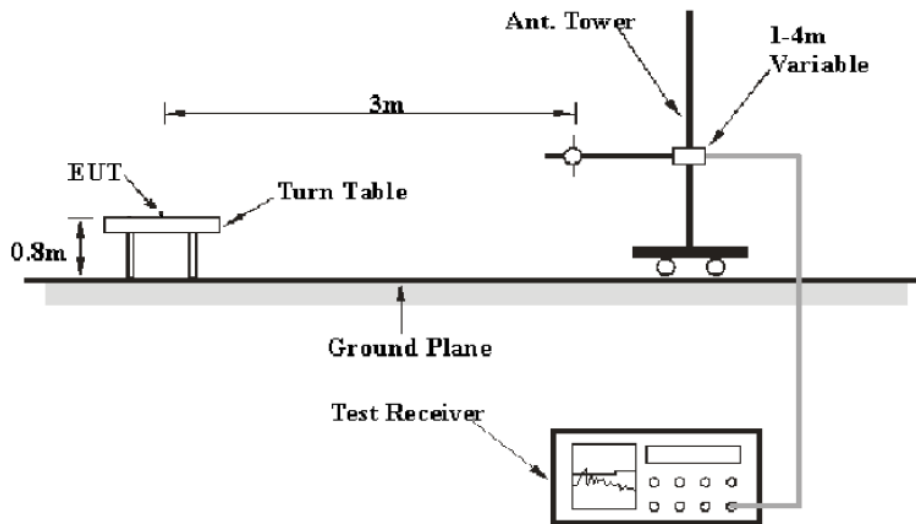 Ant. Tower
1-4m
Variable
3m
EUT
Turn Table
0.8m
Ground Plane
Test Receiver